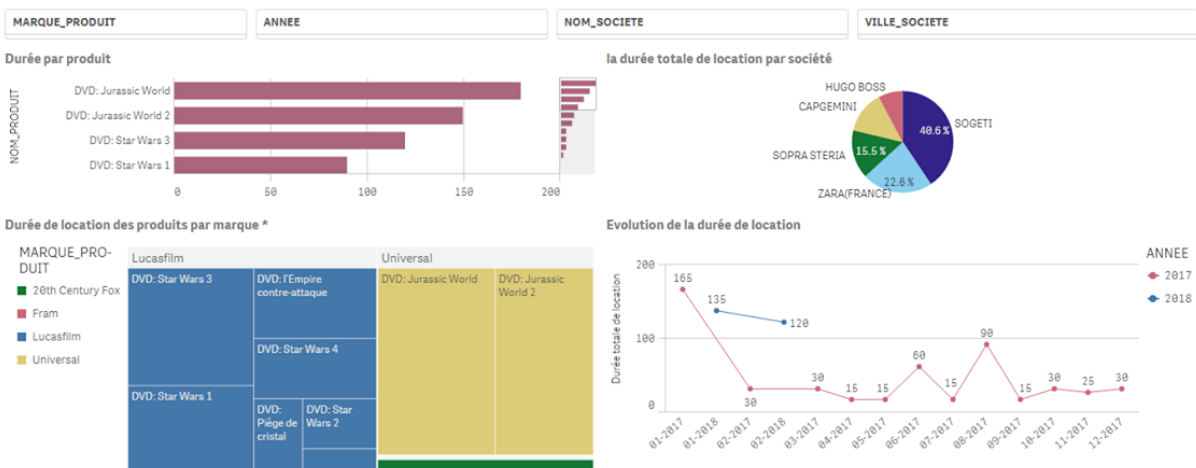 MARQUE_PRODUIT
ANNEE
NOM_SOCIETE
VILLE_SOCIETE
Durée par produit
NOM_PRODUIT
DVD: Jurassic World
DVD: Jurassic World 2
DVD: Star Wars 3
DVD: Star Wars 1
0
50
100
150
200
la durée totale de location par société
HUGO BOSS
CAPGEMINI
SOPRA STERIA
ZARA(FRANCE)
SOGETI
40.6%
15.5%
22.6%
Durée de location des produits par marque *
MARQUE_PRO-
DUIT
20th Century Fox
Fram
Lucasfilm
Universal
Lucasfilm
DVD: Star Wars 3
DVD: l'Empire
contre-attaque
DVD: Star Wars 4
DVD: Star Wars 1
DVD:
Piège de
cristal
DVD: Star
Wars 2
Universal
DVD: Jurassic World
DVD: Jurassic
World 2
Evolution de la durée de location
Durée totale de location
200
100
0
165
135
120
30
30
15
15
60
15
90
15
30
25
30
01-2017
01-2018
02-2017
02-2018
03-2017
04-2017
05-2017
06-2017
07-2017
08-2017
09-2017
10-2017
11-2017
12-2017
ANNEE
2017
2018